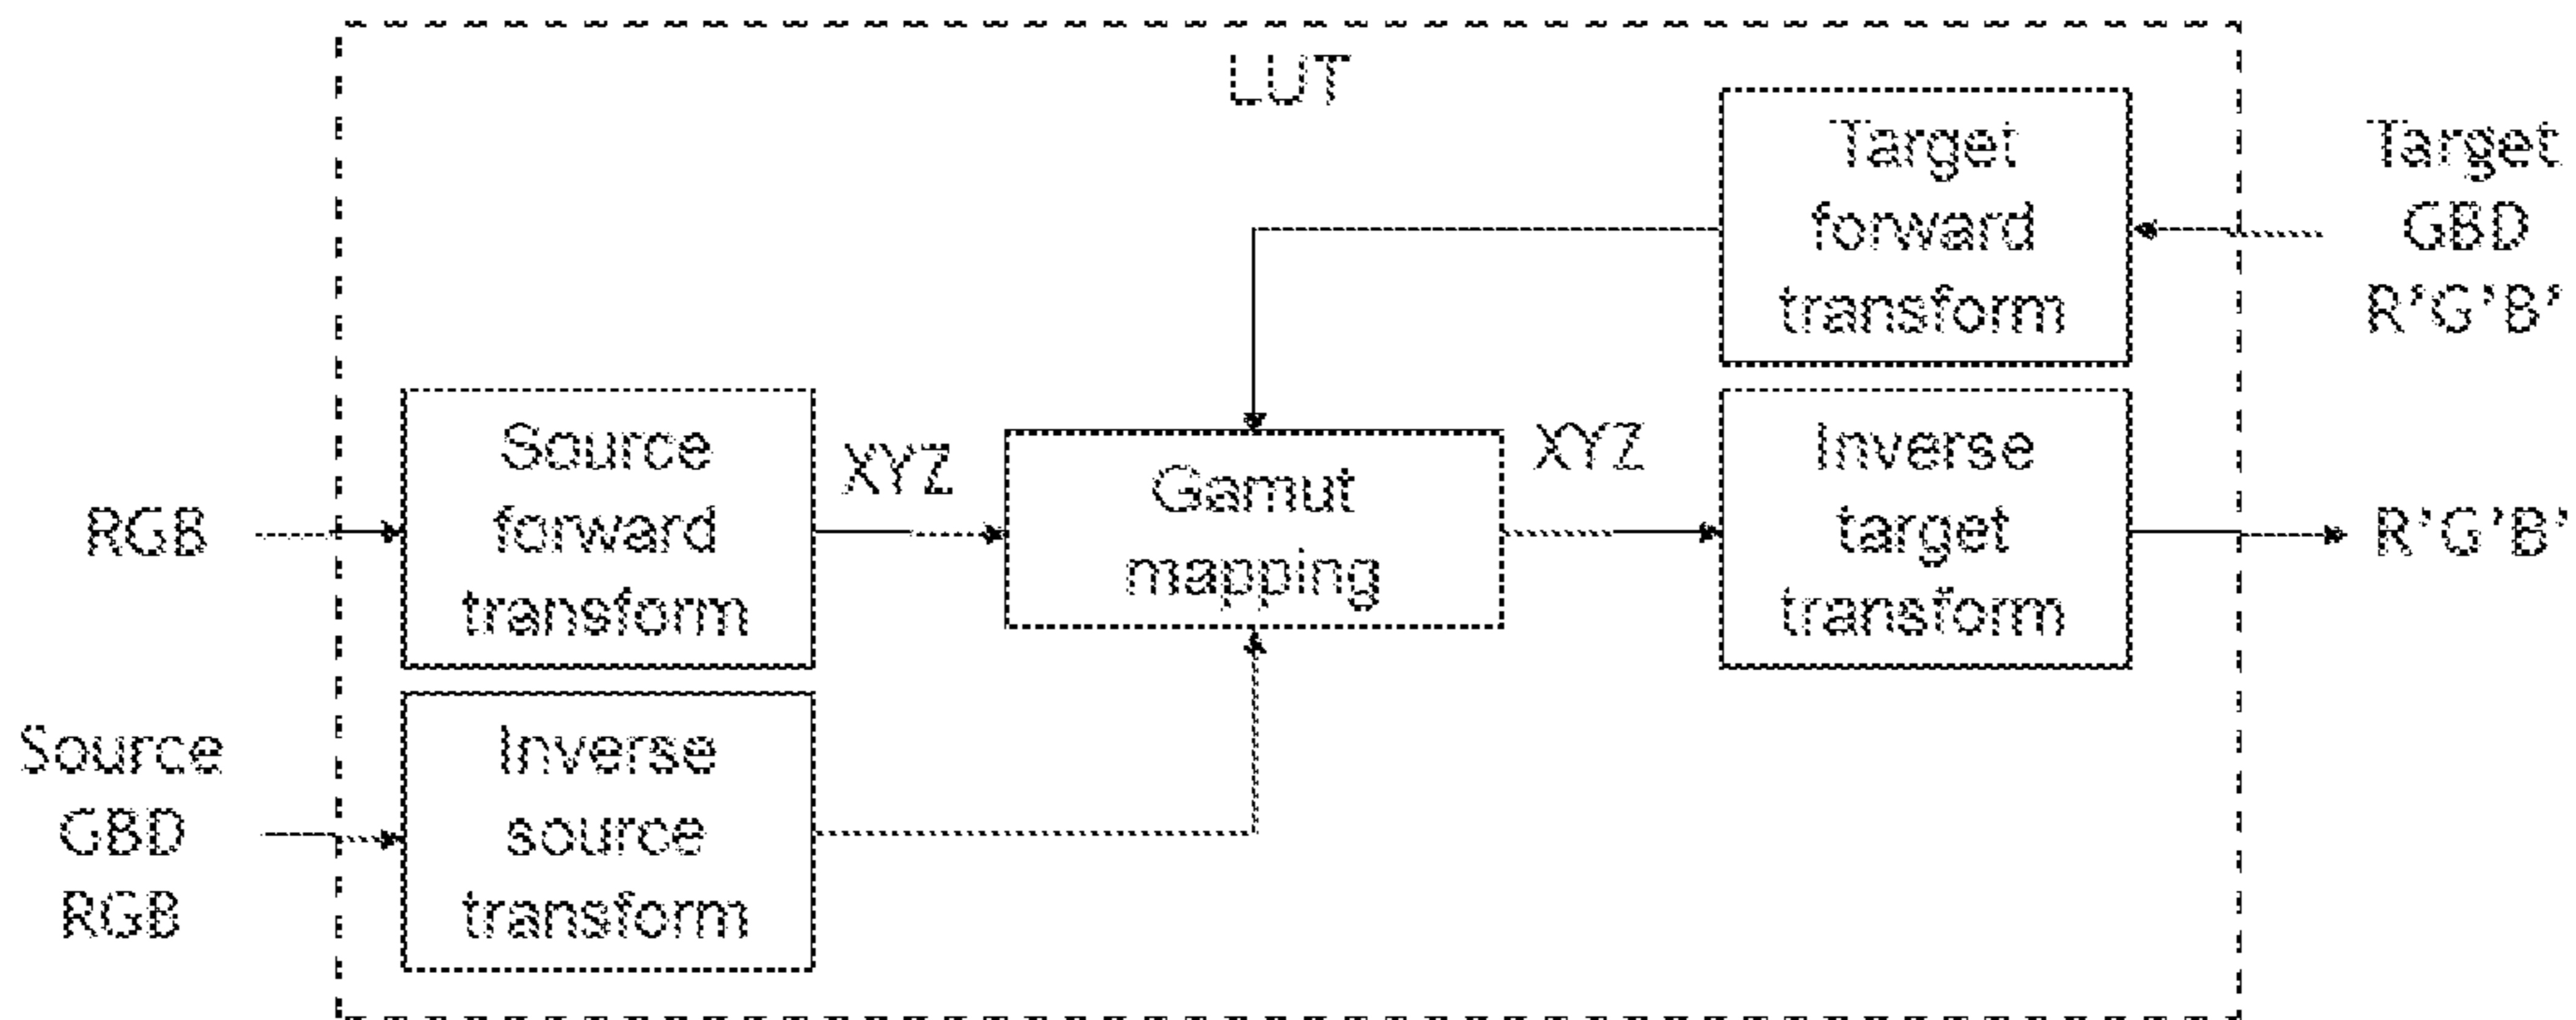 LUT
Target
forward
transform
Target
GBD
R'G'B'
Source
forward
transform
XYZ
Gamut
mapping
XYZ
Inverse
target
transform
RGB
R'G'B'
Source
GBD
RGB
Inverse
source
transform